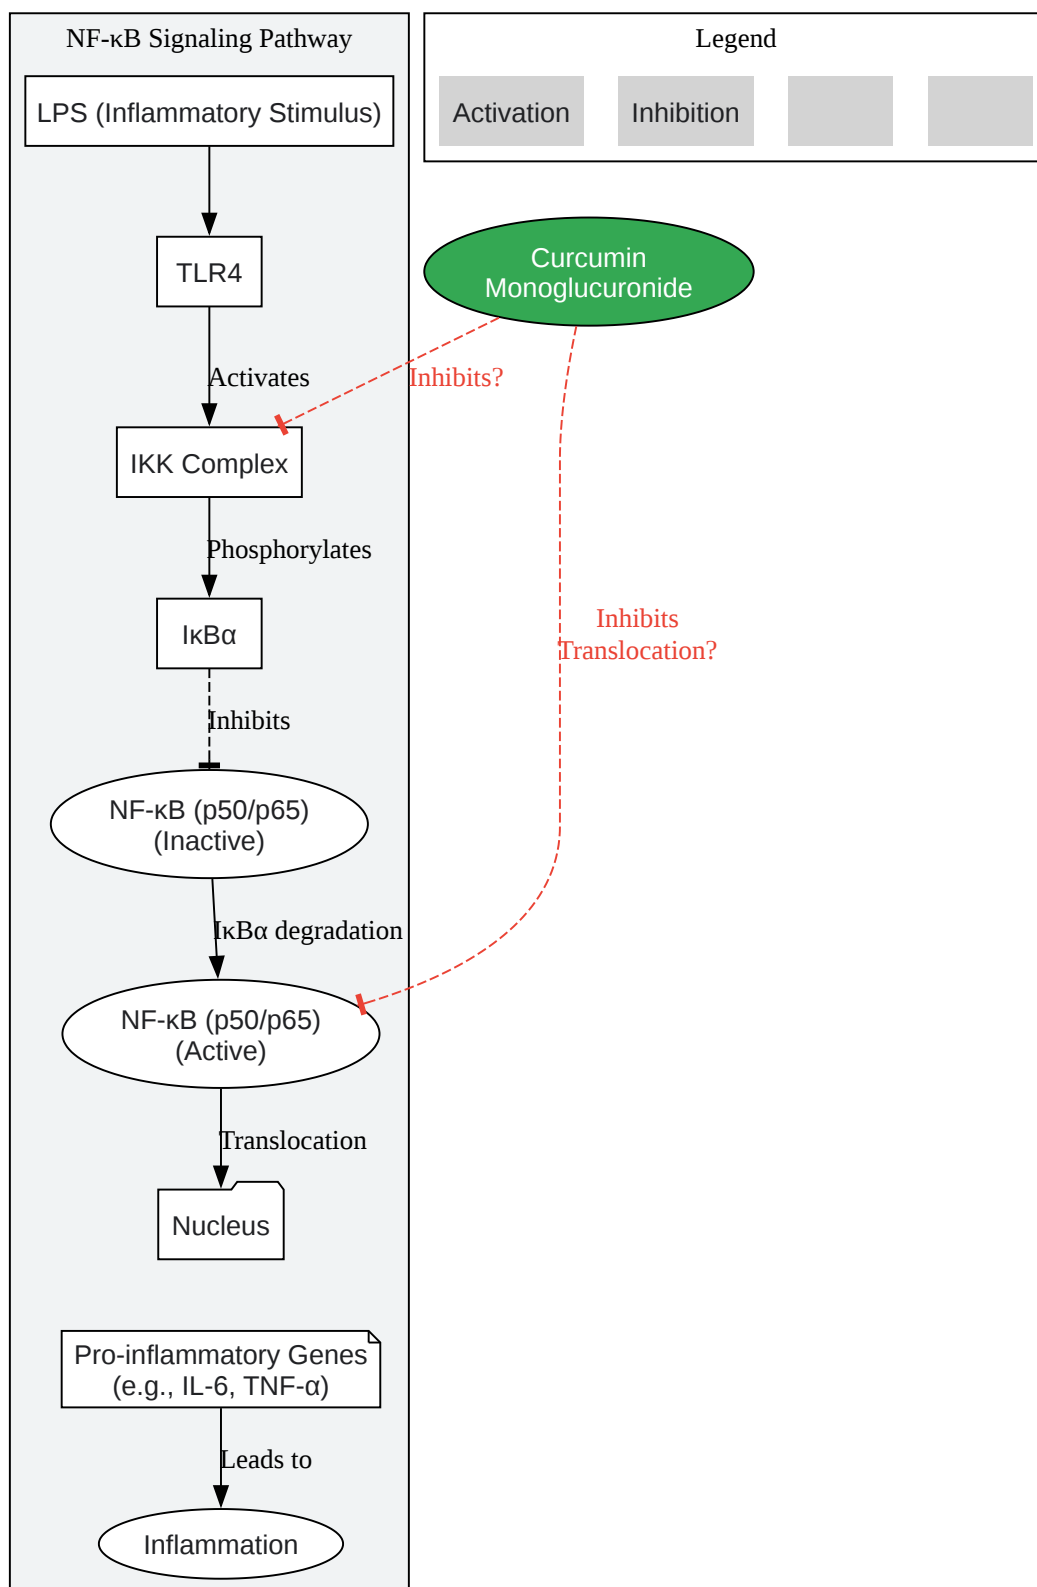 NF-κB Signaling Pathway
LPS (Inflammatory Stimulus)
TLR4
Activates
IKK Complex
Phosphorylates
IκBα
Inhibits
NF-κB (p50/p65)
(Inactive)
IκBα degradation
NF-κB (p50/p65)
(Active)
Translocation
Nucleus
Pro-inflammatory Genes
(e.g., IL-6, TNF-α)
Leads to
Inflammation
Legend
Activation
Inhibition
Curcumin
Monoglucuronide
Inhibits?
Inhibits
Translocation?